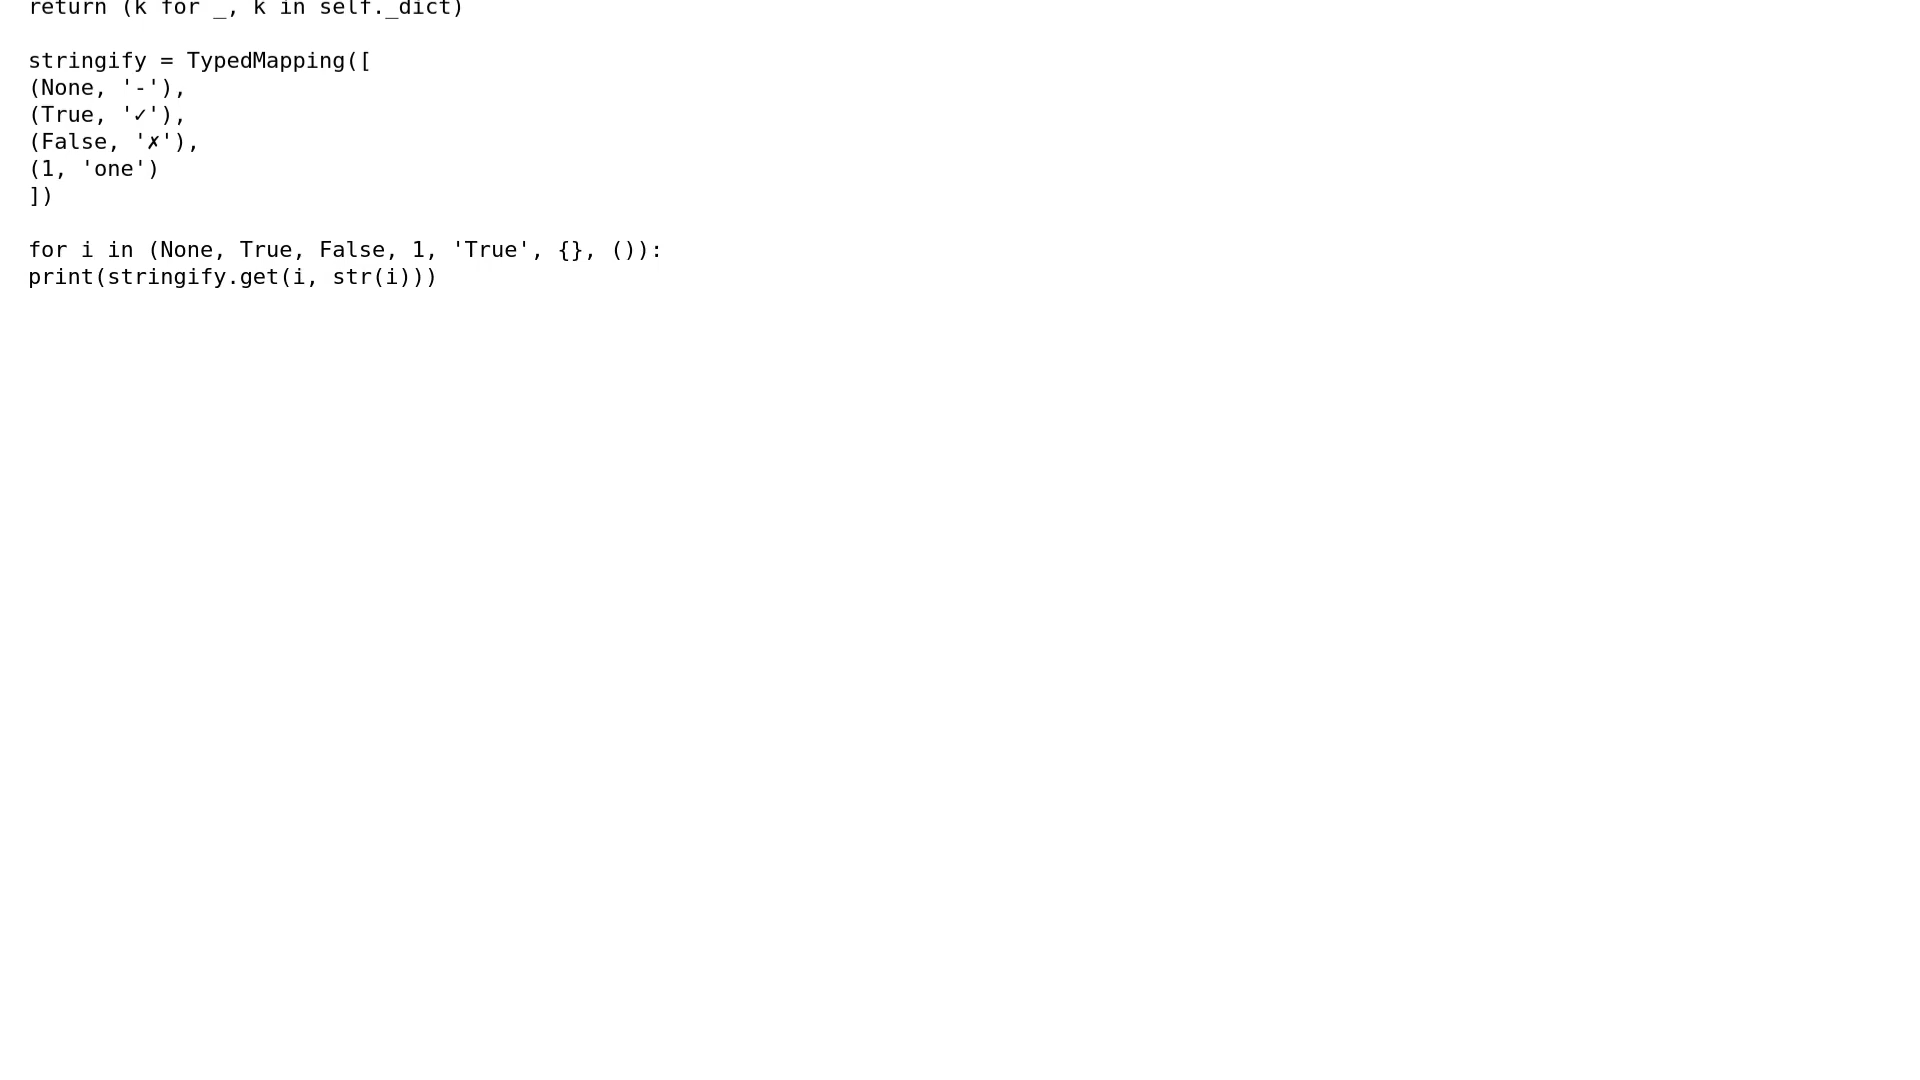 return (k for _, k in self._dict)

stringify = TypedMapping([
(None, '-'),
(True, '✓'),
(False, '✗'),
(1, 'one')
])

for i in (None, True, False, 1, 'True', {}, ()):
print(stringify.get(i, str(i)))